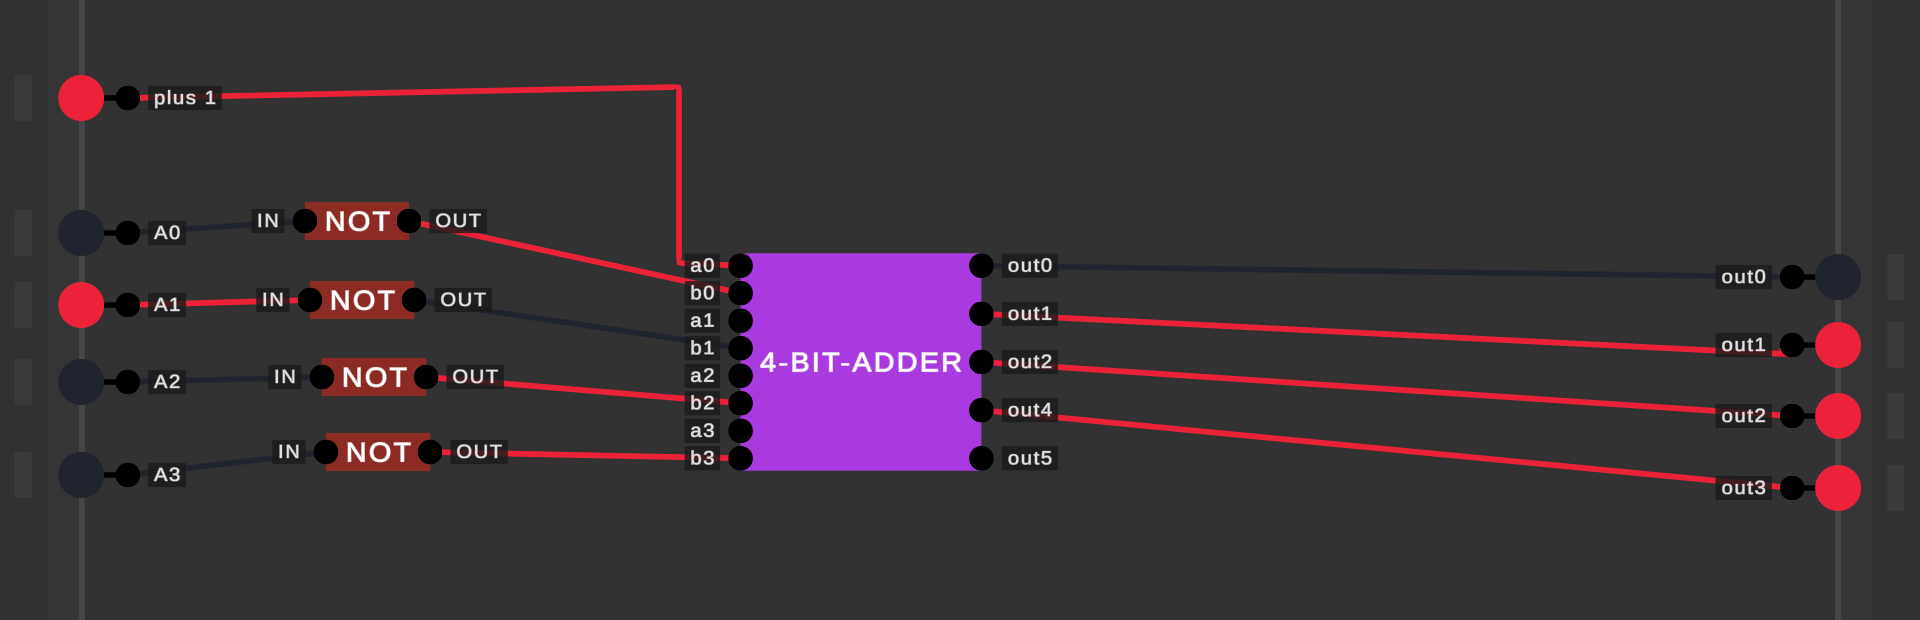 plus 1
A0
IN
NOT
OUT
A1
IN
NOT
OUT
A2
IN
NOT
OUT
A3
IN
NOT
OUT
a0
b0
a1
b1
a2
b2
a3
b3
4-BIT-ADDER
out0
out1
out2
out4
out5
out0
out1
out2
out3